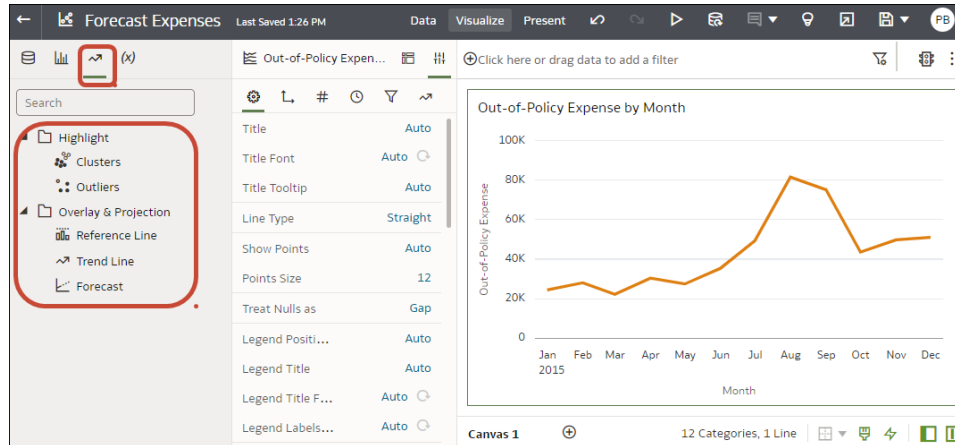 Forecast Expenses Last Saved 1:26 PM Data Visualize Present PB
(x)
Search
Highlight
Clusters
Outliers
Overlay & Projection
Reference Line
Trend Line
Forecast
Out-of-Policy Expen...
#
Title Auto
Title Font Auto
Title Tooltip Auto
Line Type Straight
Show Points Auto
Points Size 12
Treat Nulls as Gap
Legend Positi... Auto
Legend Title Auto
Legend Title F... Auto
Legend Labels... Auto
Click here or drag data to add a filter
Out-of-Policy Expense by Month
Out-of-Policy Expense
100K
80K
60K
40K
20K
0
Jan Feb Mar Apr May Jun Jul Aug Sep Oct Nov Dec
2015
Month
Canvas 1 12 Categories, 1 Line